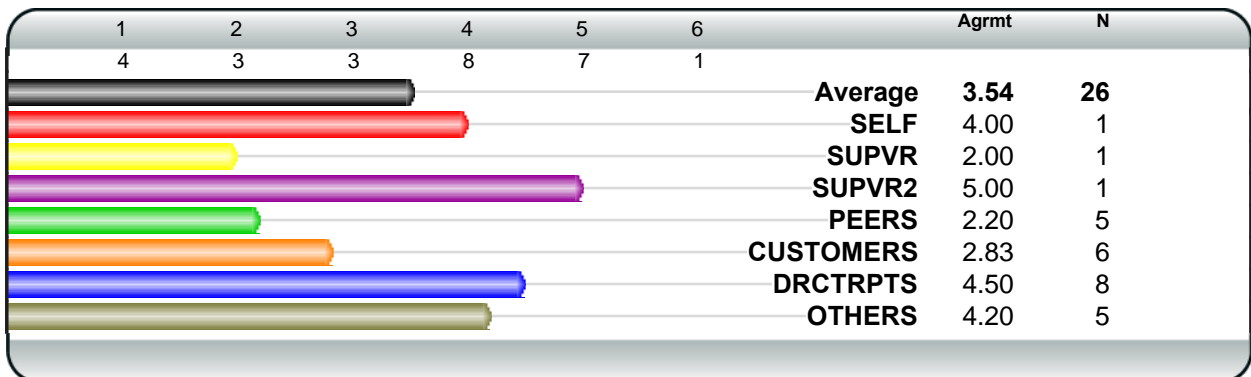 1 2 3 4 5 6 Agrmt N
4 3 3 8 7 1
Average 3.54 26
SELF 4.00 1
SUPVR 2.00 1
SUPVR2 5.00 1
PEERS 2.20 5
CUSTOMERS 2.83 6
DRCTRPTS 4.50 8
OTHERS 4.20 5